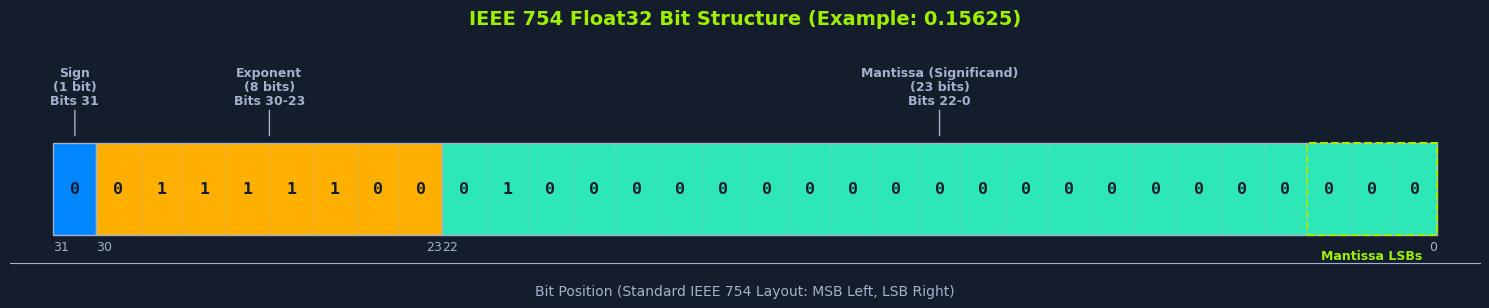 IEEE 754 Float32 Bit Structure (Example: 0.15625)
Sign
(1 bit)
Bits 31
Exponent
(8 bits)
Bits 30-23
Mantissa (Significand)
(23 bits)
Bits 22-0
0 0 1 1 1 1 1 0 0 0 1 0 0 0 0 0 0 0 0 0 0 0 0 0 0 0 0 0 0 0 0 0
31 30 23 22 0
Mantissa LSBs
Bit Position (Standard IEEE 754 Layout: MSB Left, LSB Right)